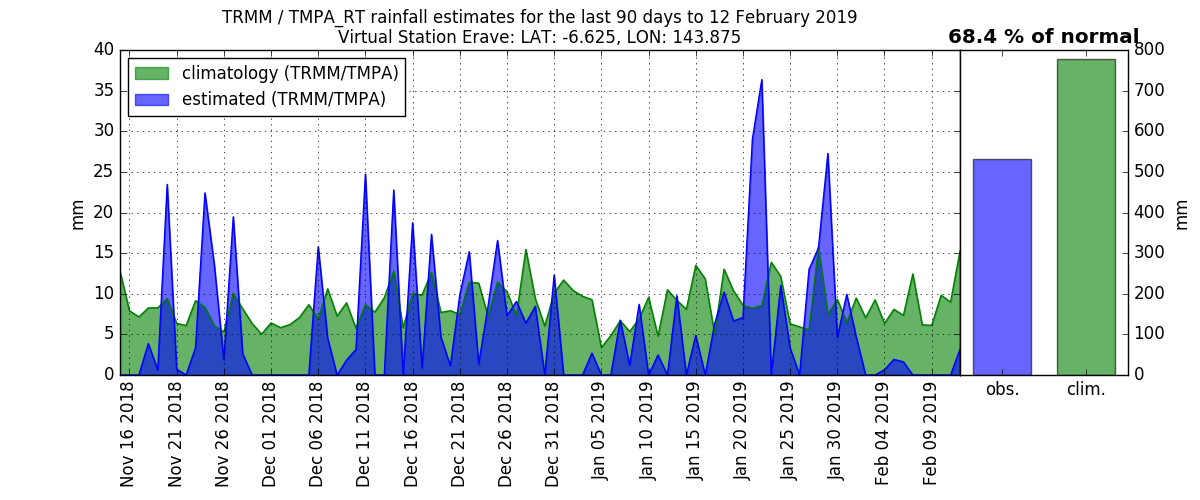 TRMM / TMPA_RT rainfall estimates for the last 90 days to 12 February 2019
Virtual Station Erave: LAT: -6.625, LON: 143.875
68.4 % of normal
climatology (TRMM/TMPA)
estimated (TRMM/TMPA)
40
35
30
25
20
15
10
5
0
mm
800
700
600
500
400
300
200
100
0
mm
Nov 16 2018
Nov 21 2018
Nov 26 2018
Dec 01 2018
Dec 06 2018
Dec 11 2018
Dec 16 2018
Dec 21 2018
Dec 26 2018
Dec 31 2018
Jan 05 2019
Jan 10 2019
Jan 15 2019
Jan 20 2019
Jan 25 2019
Jan 30 2019
Feb 04 2019
Feb 09 2019
obs.
clim.